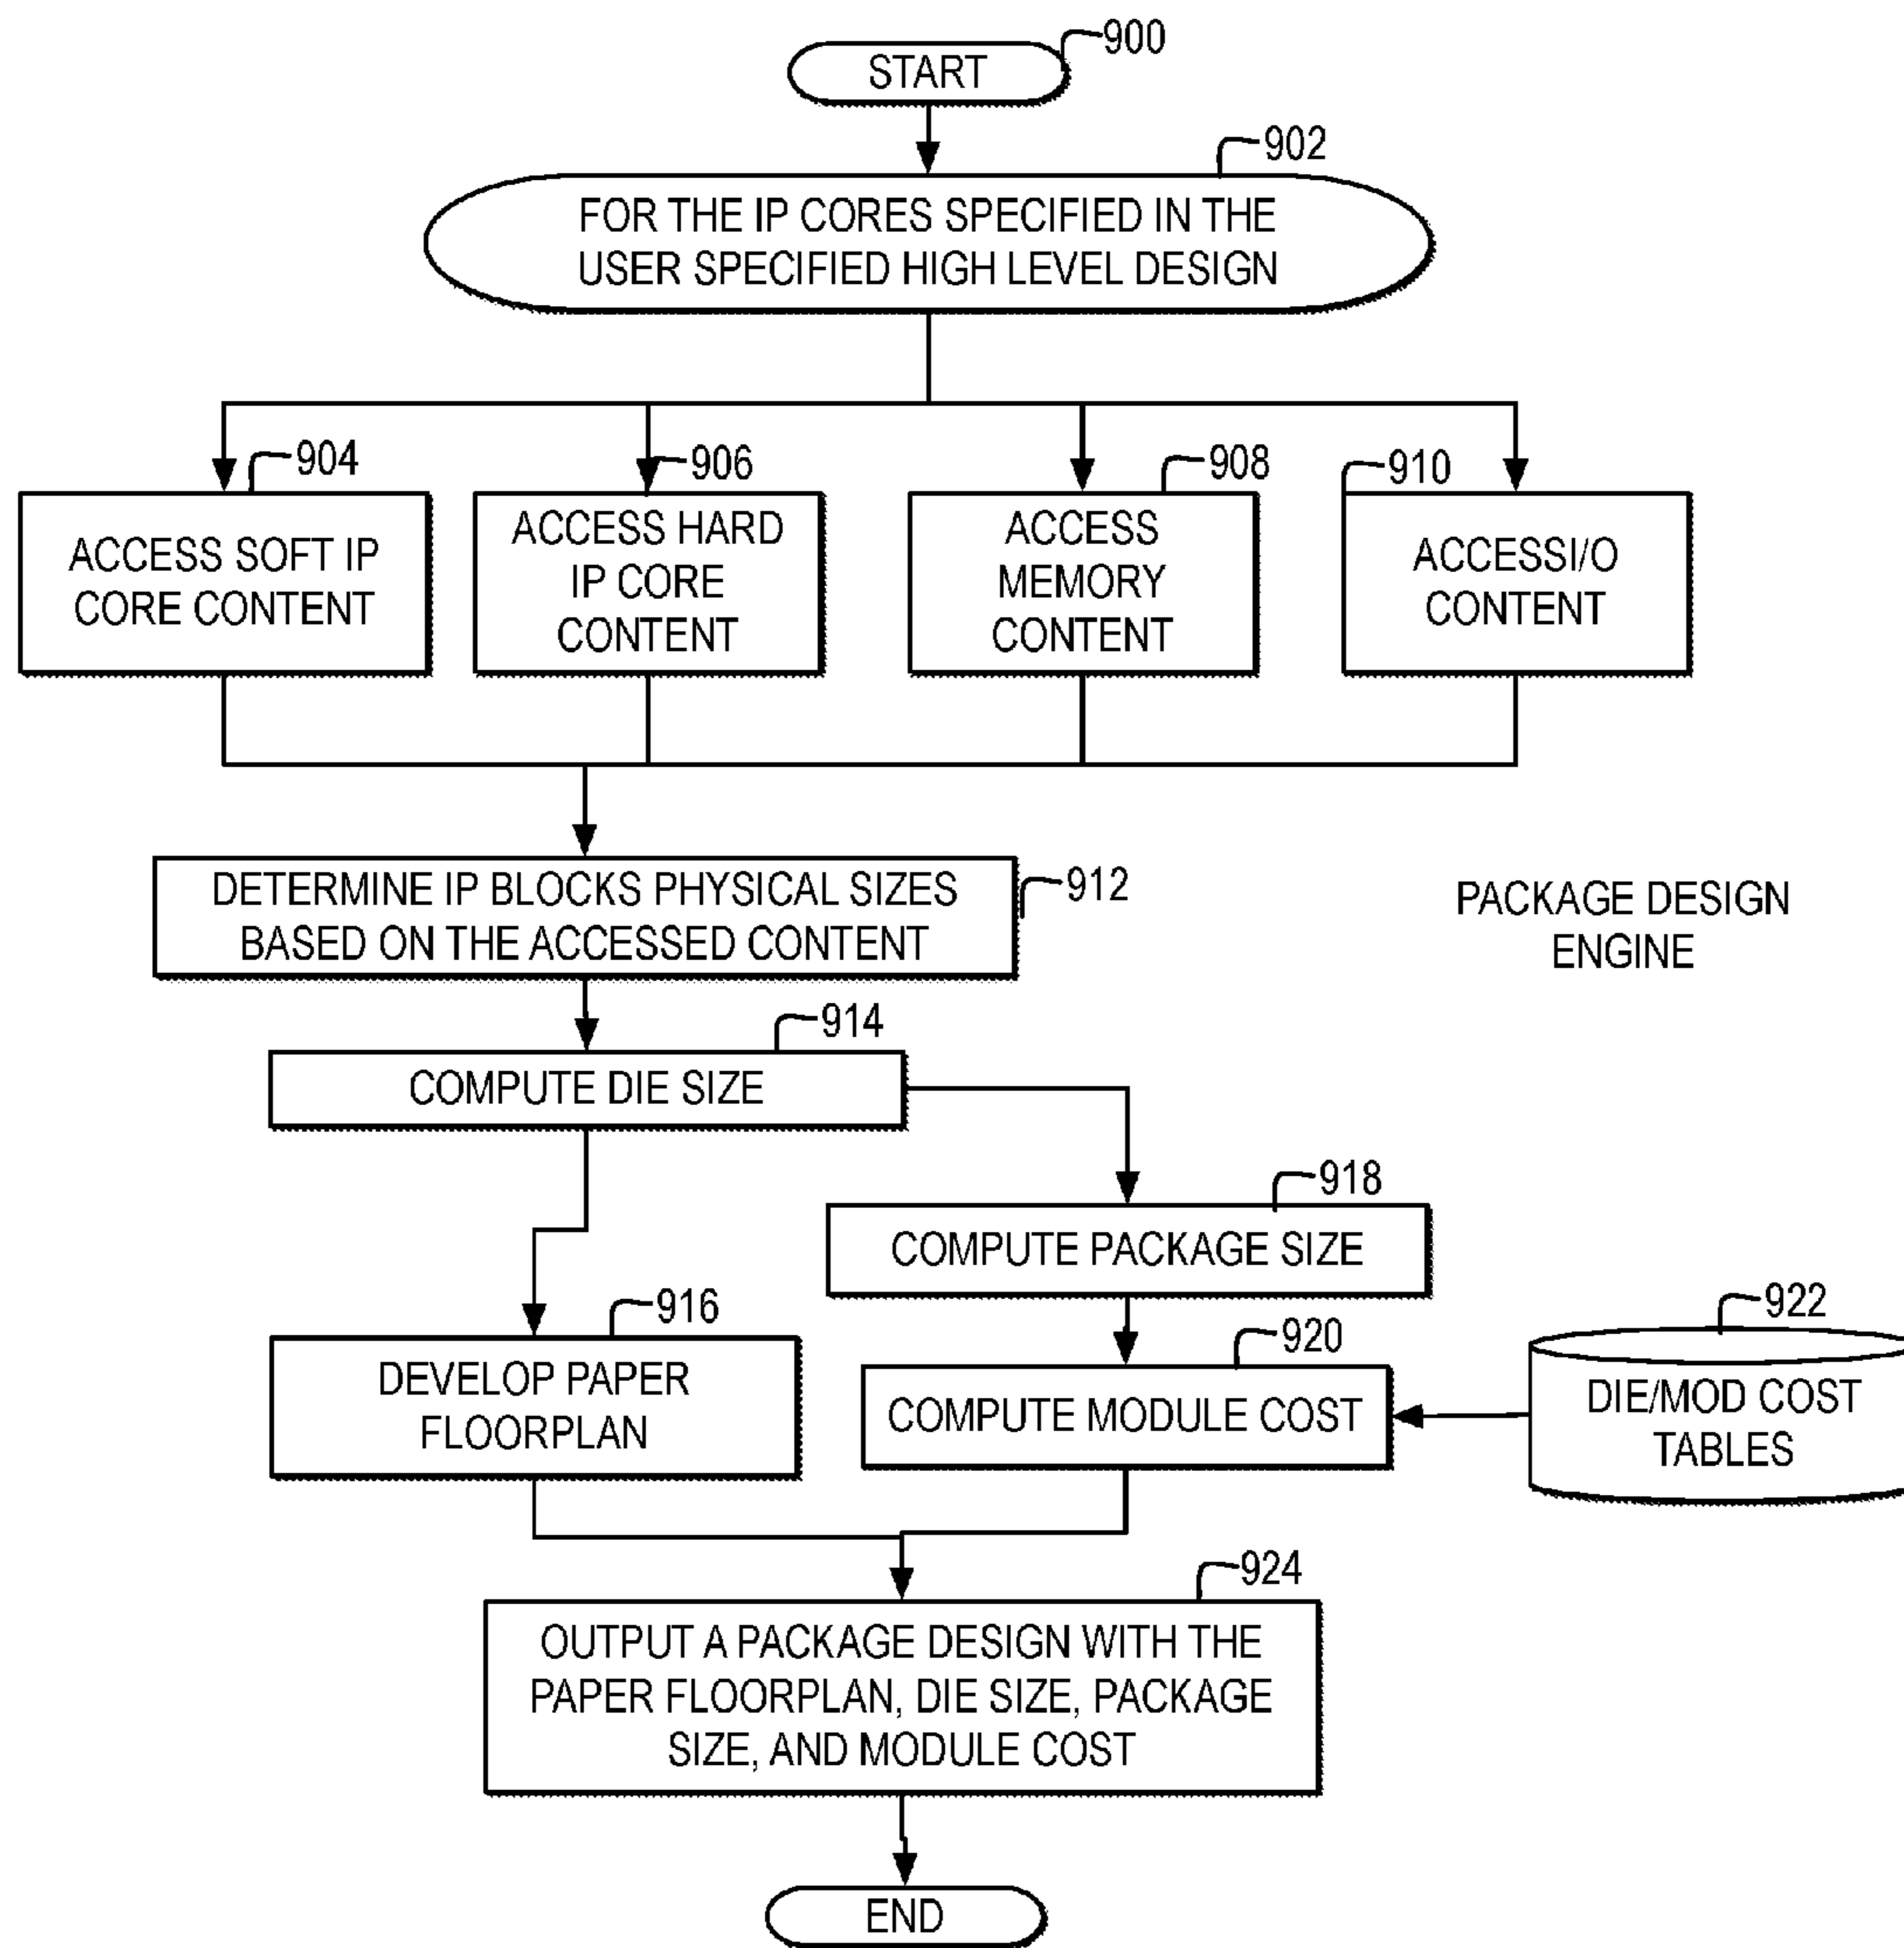 900
START
902
FOR THE IP CORES SPECIFIED IN THE
USER SPECIFIED HIGH LEVEL DESIGN
904
ACCESS SOFT IP
CORE CONTENT
906
ACCESS HARD
IP CORE
CONTENT
908
ACCESS
MEMORY
CONTENT
910
ACCESSI/O
CONTENT
DETERMINE IP BLOCKS PHYSICAL SIZES
BASED ON THE ACCESSED CONTENT
912
PACKAGE DESIGN
ENGINE
914
COMPUTE DIE SIZE
918
COMPUTE PACKAGE SIZE
916
DEVELOP PAPER
FLOORPLAN
920
COMPUTE MODULE COST
922
DIE/MOD COST
TABLES
924
OUTPUT A PACKAGE DESIGN WITH THE
PAPER FLOORPLAN, DIE SIZE, PACKAGE
SIZE, AND MODULE COST
END